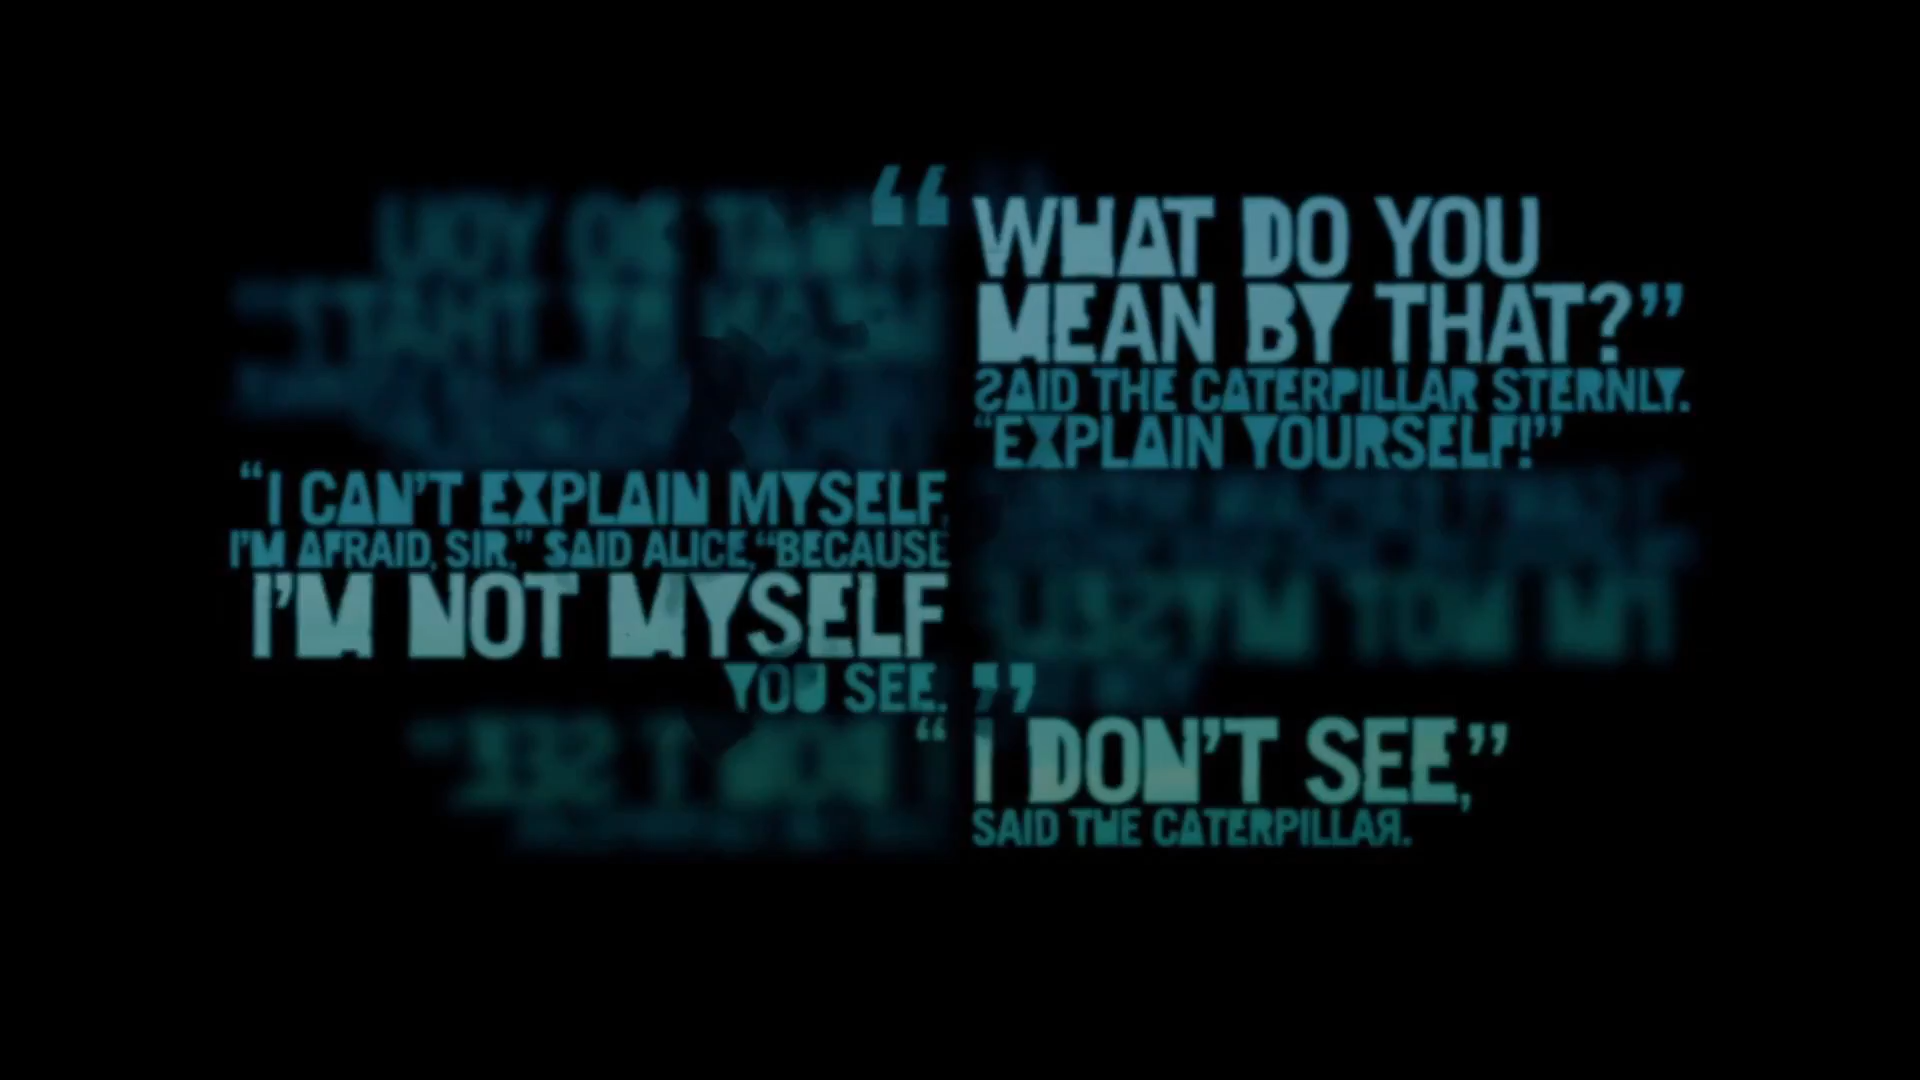 “WHAT DO YOU
MEAN BY THAT?”
SAID THE CATERPILLAR STERNLY.
“EXPLAIN YOURSELF!”
“I CAN’T EXPLAIN MYSELF,
I’M AFRAID, SIR,” SAID ALICE, “BECAUSE
I’M NOT MYSELF
YOU SEE.”
“I DON’T SEE,”
SAID THE CATERPILLAR.